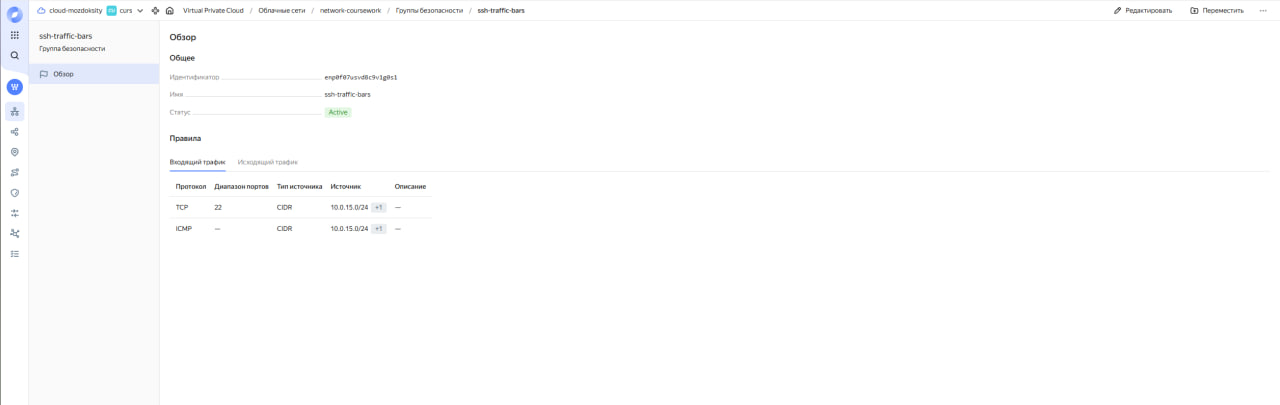 cloud-mozdoksity curs Virtual Private Cloud / Облачные сети / network-coursework / Группы безопасности / ssh-traffic-bars Редактировать Переместить
ssh-traffic-bars
Группа безопасности
Обзор
Обзор
Общее
Идентификатор enp0f07usvd8c9v1g0s1
Имя ssh-traffic-bars
Статус Active
Правила
Входящий трафик Исходящий трафик
Протокол Диапазон портов Тип источника Источник Описание
TCP 22 CIDR 10.0.15.0/24 +1 —
ICMP — CIDR 10.0.15.0/24 +1 —